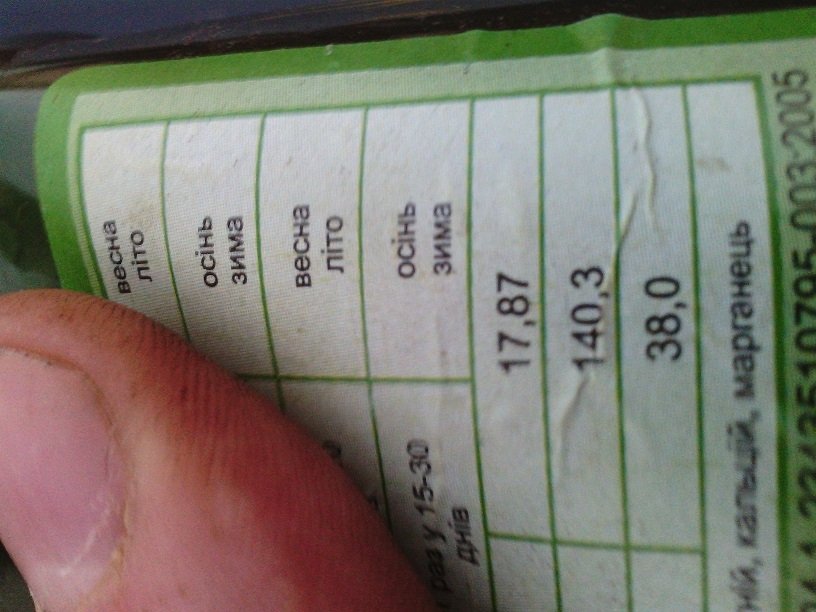 весна
літо
осінь
зима
весна
літо
осінь
зима
раз у 15-30
днів
17,87
140,3
38,0
кальцій, марганець
2005